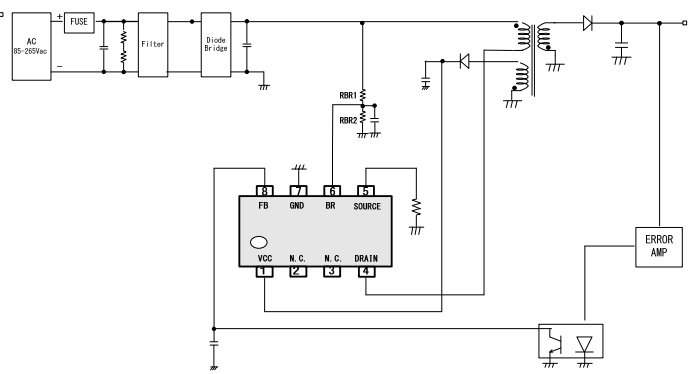 AC
85-265Vac
+
−
FUSE
Filter
Diode
Bridge
RBR1
RBR2
8 7 6 5
FB GND BR SOURCE
VCC N.C. N.C. DRAIN
1 2 3 4
ERROR
AMP